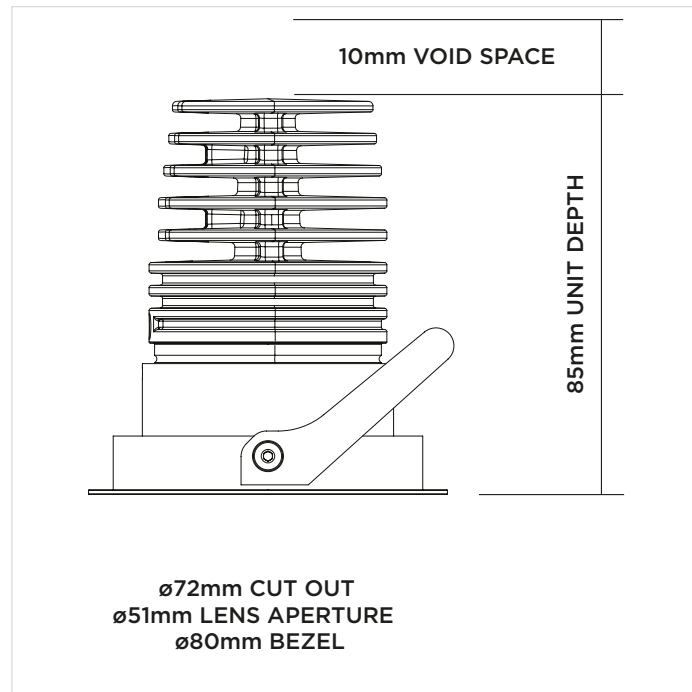 10mm VOID SPACE
85mm UNIT DEPTH
ø72mm CUT OUT
ø51mm LENS APERTURE
ø80mm BEZEL